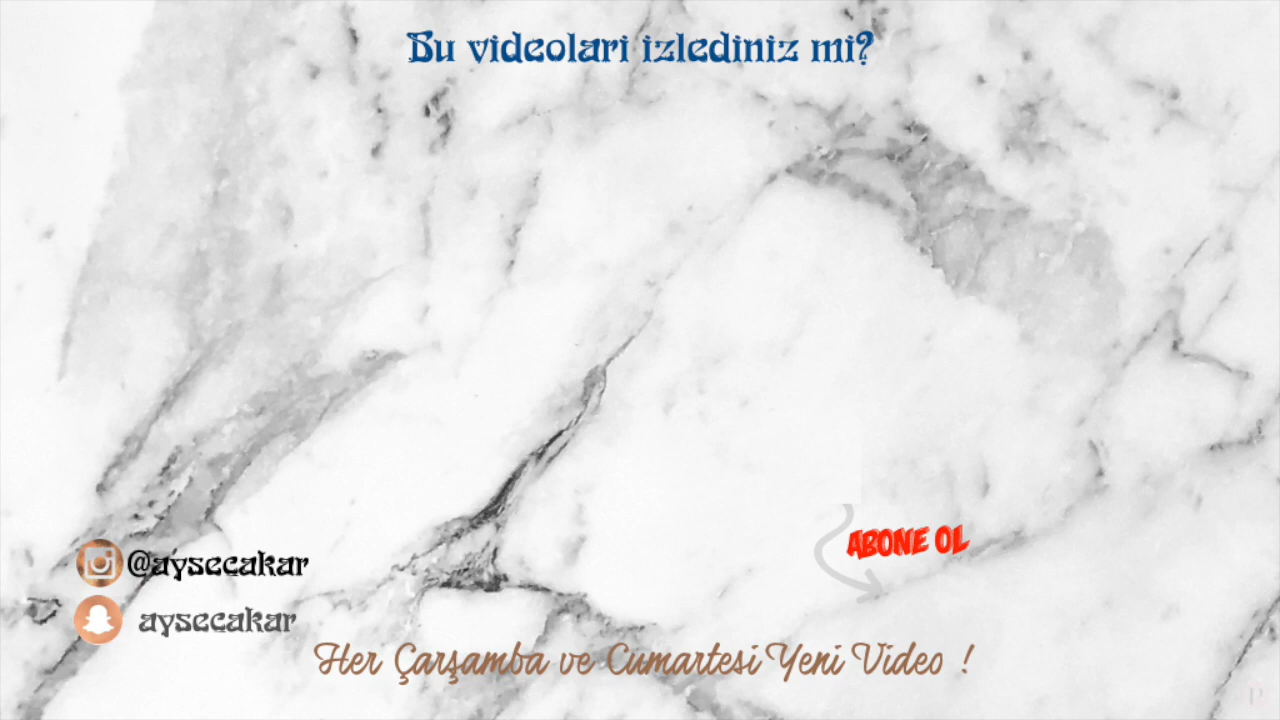 Bu videolari izlediniz mi?
ABONE OL
@aysecakar
aysecakar
Her Çarşamba ve Cumartesi Yeni Video !